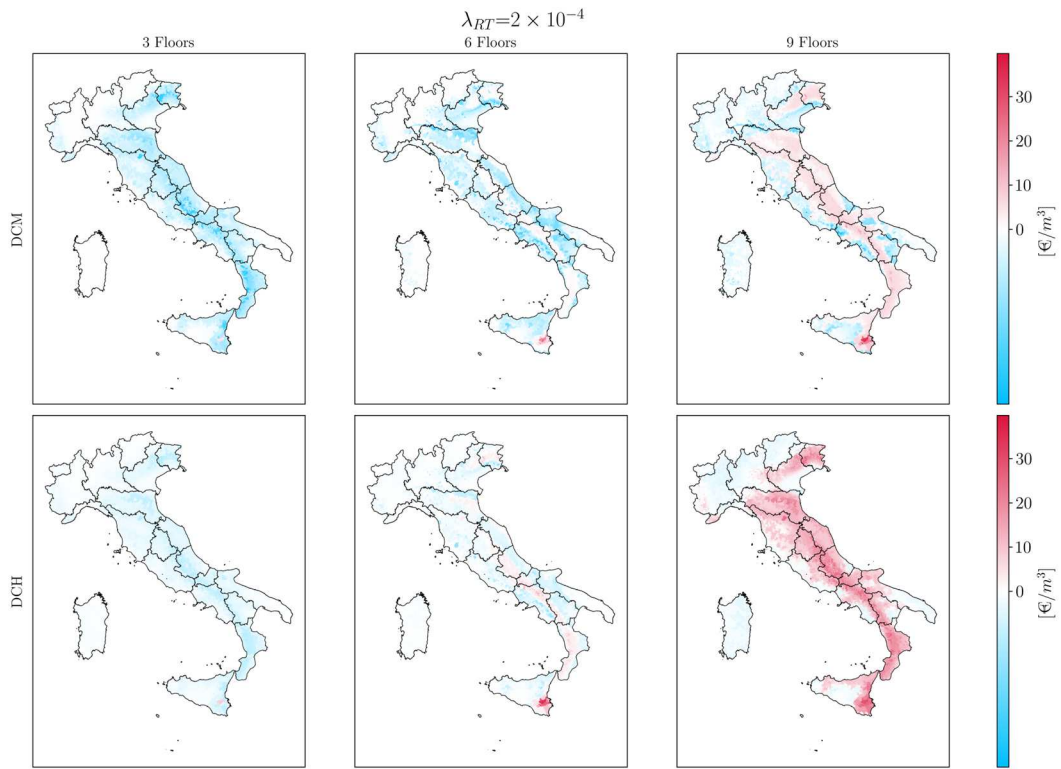 λ_RT=2 × 10⁻⁴
3 Floors
6 Floors
9 Floors
DCM
30
20
10
0
[€/m³]
DCH
30
20
10
0
[€/m³]